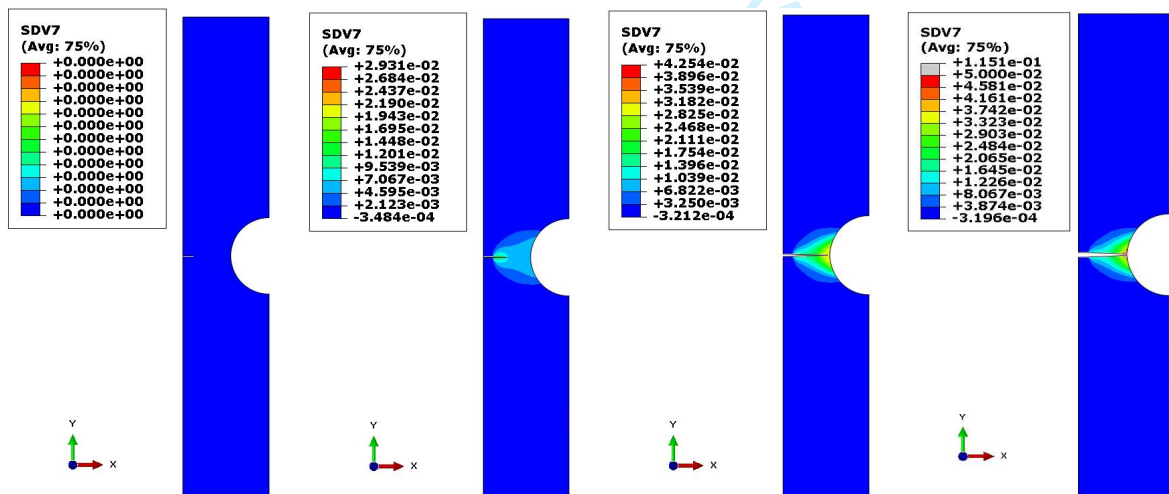 SDV7
(Avg: 75%)
+0.000e+00
+0.000e+00
+0.000e+00
+0.000e+00
+0.000e+00
+0.000e+00
+0.000e+00
+0.000e+00
+0.000e+00
+0.000e+00
+0.000e+00
+0.000e+00
+0.000e+00
Y
X
SDV7
(Avg: 75%)
+2.931e-02
+2.684e-02
+2.437e-02
+2.190e-02
+1.943e-02
+1.695e-02
+1.448e-02
+1.201e-02
+9.539e-03
+7.067e-03
+4.595e-03
+2.123e-03
-3.484e-04
Y
X
SDV7
(Avg: 75%)
+4.254e-02
+3.896e-02
+3.539e-02
+3.182e-02
+2.825e-02
+2.468e-02
+2.111e-02
+1.754e-02
+1.396e-02
+1.039e-02
+6.822e-03
+3.250e-03
-3.212e-04
Y
X
SDV7
(Avg: 75%)
+1.151e-01
+5.000e-02
+4.581e-02
+4.161e-02
+3.742e-02
+3.323e-02
+2.903e-02
+2.484e-02
+2.065e-02
+1.645e-02
+1.226e-02
+8.067e-03
+3.874e-03
-3.196e-04
Y
X